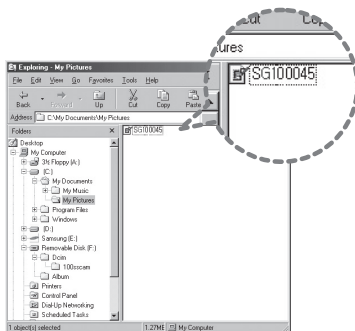 Exploring - My Pictures
File Edit View Go Favorites Tools Help
Back Forward Up Cut Copy Paste
Address C:\My Documents\My Pictures
Folders
SG100045
Desktop
My Computer
3½ Floppy (A:)
(C:)
My Documents
My Music
My Pictures
Program Files
Windows
(D:)
Samsung (E:)
Removable Disk (F:)
Dcim
100sscam
Album
Printers
Control Panel
Dial-Up Networking
Scheduled Tasks
1 object(s) selected 1.27MB My Computer
ures
SG100045